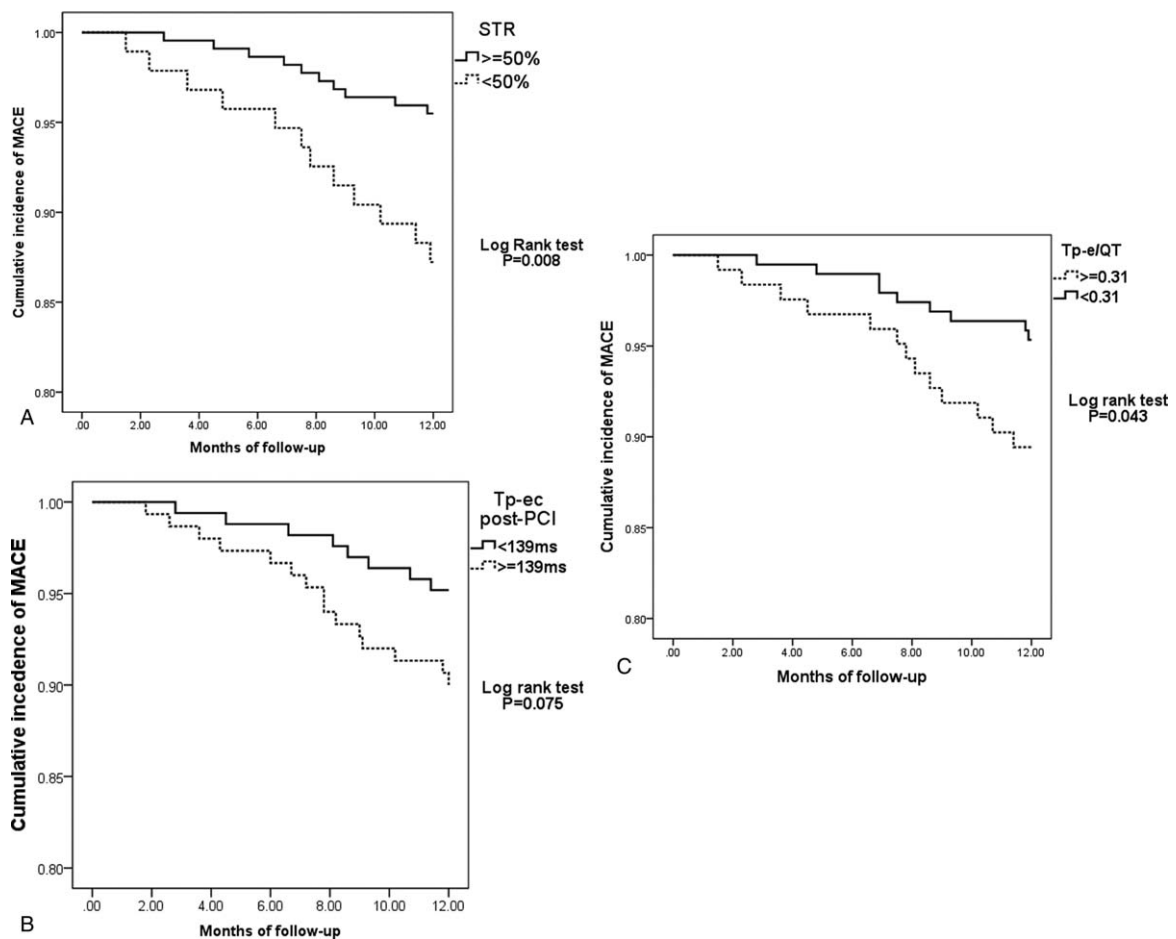 STR
>=50%
<50%
1.00
0.95
0.90
0.85
0.80
Cumulative incidence of MACE
Log Rank test
P=0.008
.00 2.00 4.00 6.00 8.00 10.00 12.00
Months of follow-up
A
Tp-ec
post-PCI
<139ms
>=139ms
1.00
0.95
0.90
0.85
0.80
Cumulative incedence of MACE
Log rank test
P=0.075
.00 2.00 4.00 6.00 8.00 10.00 12.00
Months of follow-up
B
Tp-e/QT
>=0.31
<0.31
1.00
0.95
0.90
0.85
0.80
Cumulative incidence of MACE
Log rank test
P=0.043
.00 2.00 4.00 6.00 8.00 10.00 12.00
Months of follow-up
C